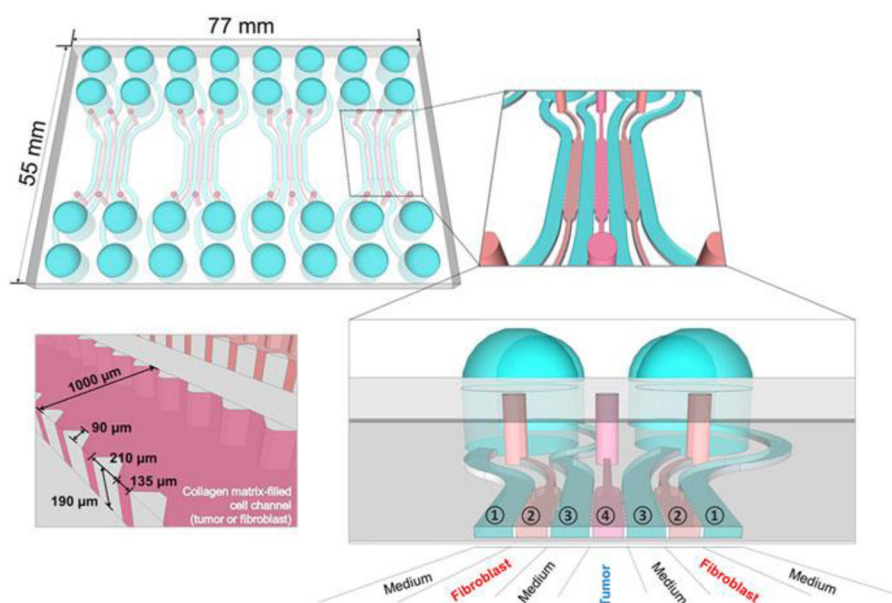 77 mm
55 mm
1000 µm
90 µm
210 µm
135 µm
190 µm
Collagen matrix-filled
cell channel
(tumor or fibroblast)
① ② ③ ④ ③ ② ①
Medium
Fibroblast
Medium
Tumor
Medium
Fibroblast
Medium